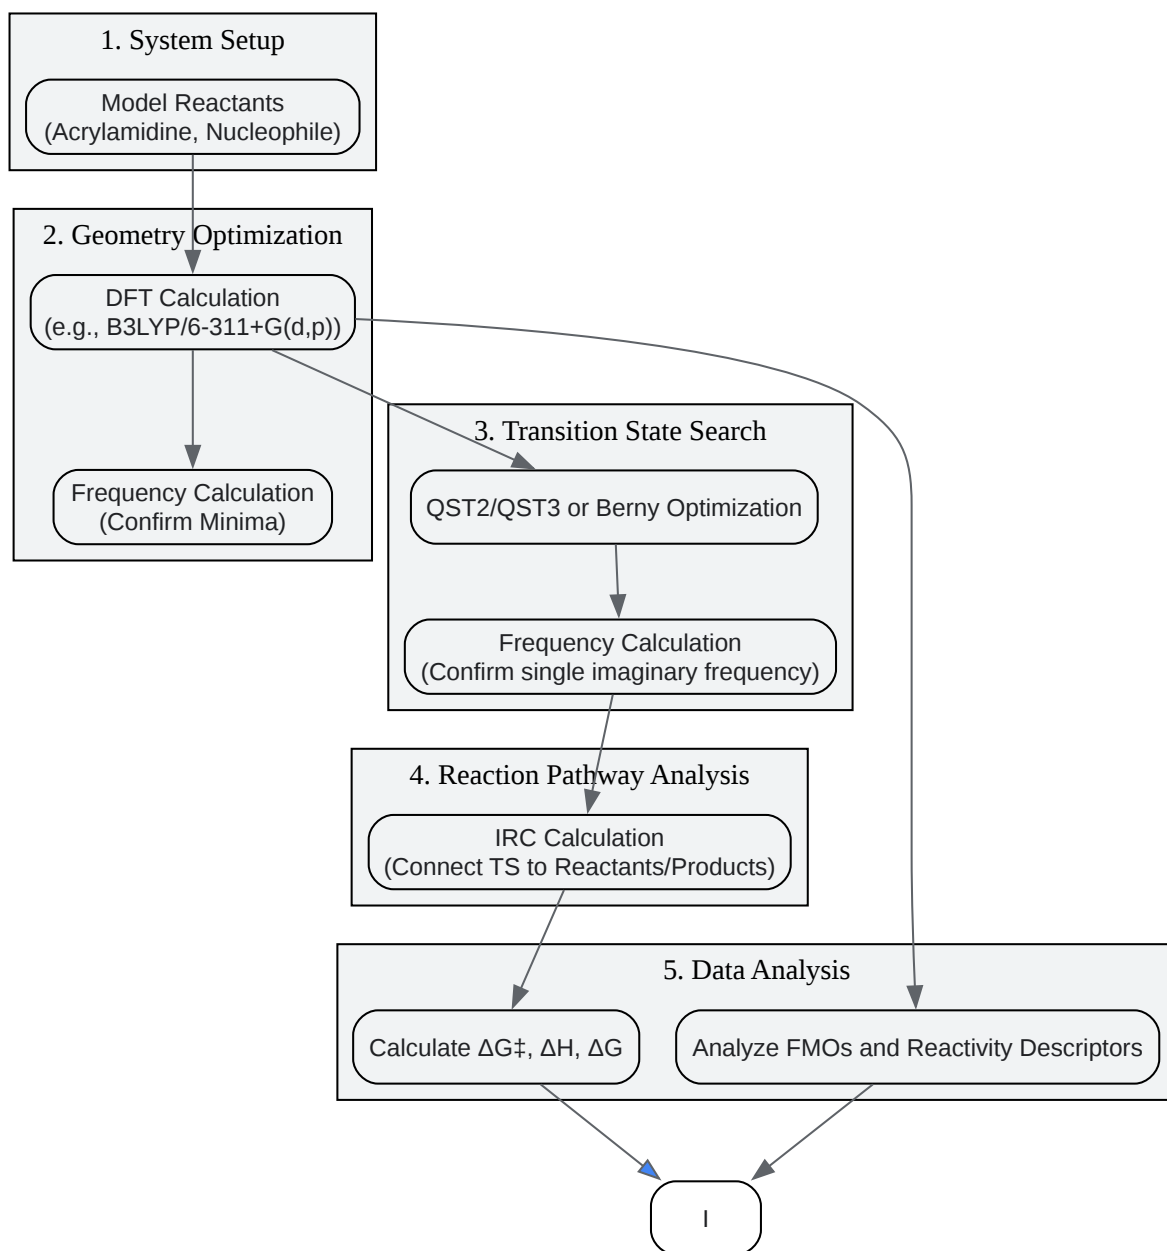 1. System Setup
Model Reactants
(Acrylamidine, Nucleophile)
2. Geometry Optimization
DFT Calculation
(e.g., B3LYP/6-311+G(d,p))
Frequency Calculation
(Confirm Minima)
3. Transition State Search
QST2/QST3 or Berny Optimization
Frequency Calculation
(Confirm single imaginary frequency)
4. Reaction Pathway Analysis
IRC Calculation
(Connect TS to Reactants/Products)
5. Data Analysis
Calculate ΔG‡, ΔH, ΔG
Analyze FMOs and Reactivity Descriptors
I